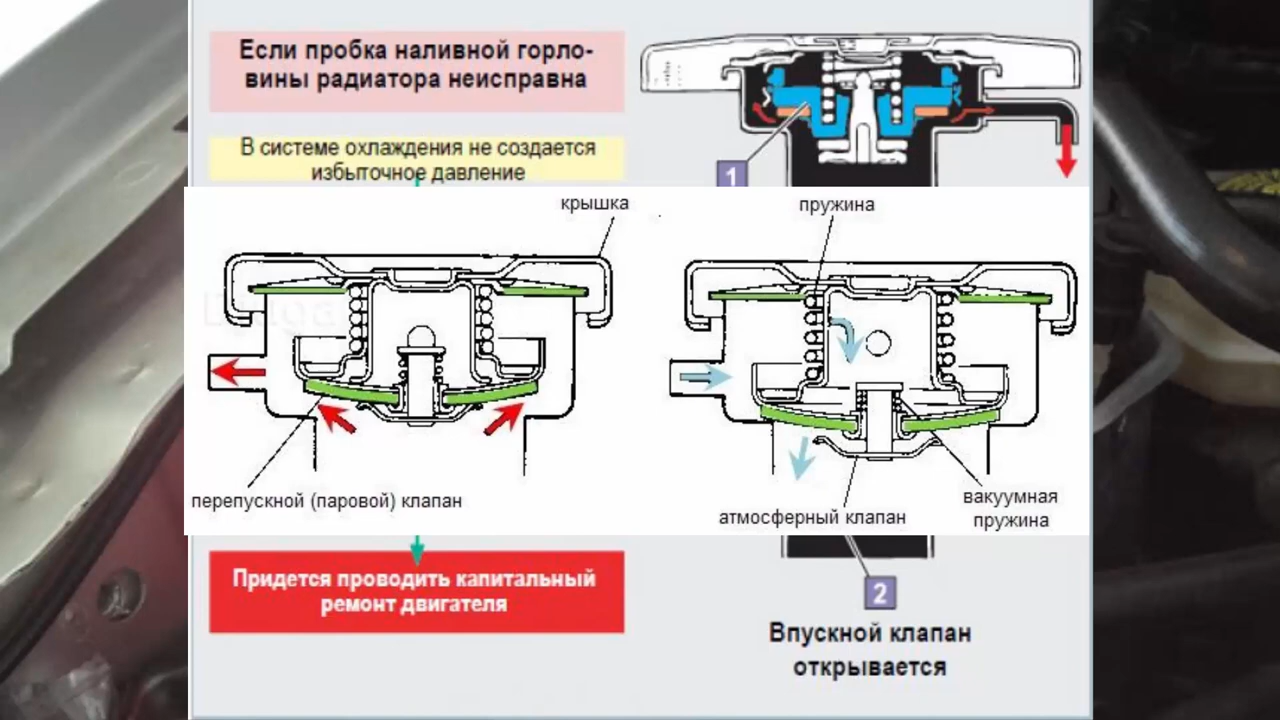 Если пробка наливной горло-
вины радиатора неисправна
В системе охлаждения не создается
избыточное давление
1
крышка
пружина
перепускной (паровой) клапан
атмосферный клапан
вакуумная
пружина
Придется проводить капитальный
ремонт двигателя
2
Впускной клапан
открывается